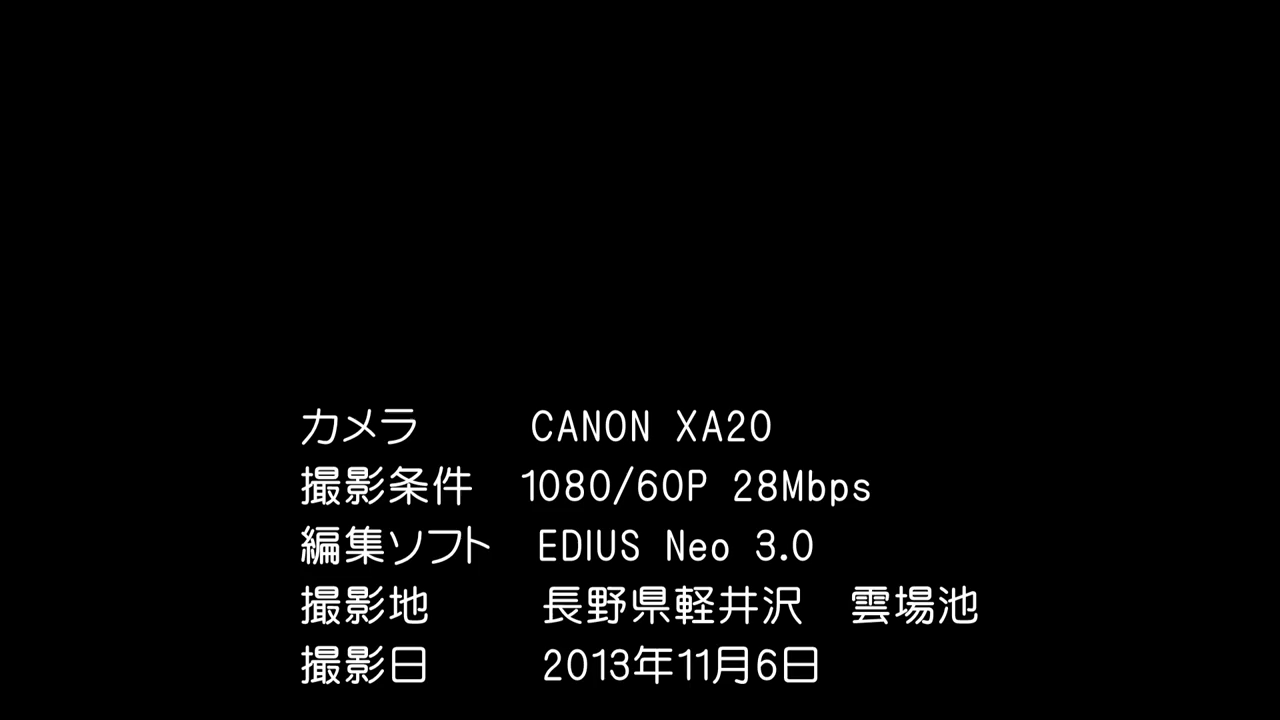 カメラ CANON XA20
撮影条件 1080/60P 28Mbps
編集ソフト EDIUS Neo 3.0
撮影地 長野県軽井沢 雲場池
撮影日 2013年11月6日